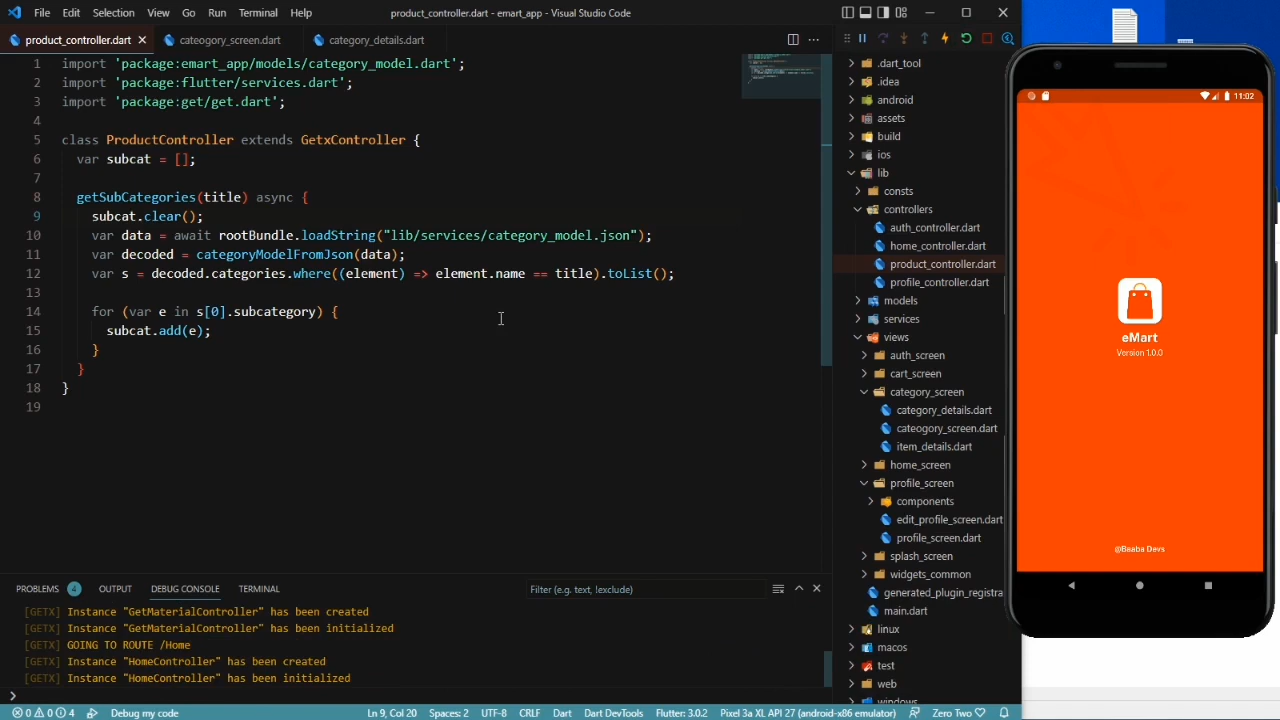 File Edit Selection View Go Run Terminal Help
product_controller.dart - emart_app - Visual Studio Code
product_controller.dart
cateogory_screen.dart
category_details.dart
1 import 'package:emart_app/models/category_model.dart';
2 import 'package:flutter/services.dart';
3 import 'package:get/get.dart';
4
5 class ProductController extends GetxController {
6 var subcat = [];
7
8 getSubCategories(title) async {
9 subcat.clear();
10 var data = await rootBundle.loadString("lib/services/category_model.json");
11 var decoded = categoryModelFromJson(data);
12 var s = decoded.categories.where((element) => element.name == title).toList();
13
14 for (var e in s[0].subcategory) {
15 subcat.add(e);
16 }
17 }
18 }
19
PROBLEMS 4 OUTPUT DEBUG CONSOLE TERMINAL
Filter (e.g. text, !exclude)
[GETX] Instance "GetMaterialController" has been created
[GETX] Instance "GetMaterialController" has been initialized
[GETX] GOING TO ROUTE /Home
[GETX] Instance "HomeController" has been created
[GETX] Instance "HomeController" has been initialized
.dart_tool
.idea
android
assets
build
ios
lib
consts
controllers
auth_controller.dart
home_controller.dart
product_controller.dart
profile_controller.dart
models
services
views
auth_screen
cart_screen
category_screen
category_details.dart
cateogory_screen.dart
item_details.dart
home_screen
profile_screen
components
edit_profile_screen.dart
profile_screen.dart
splash_screen
widgets_common
generated_plugin_registra
main.dart
linux
macos
test
web
windows
11:02
eMart
Version 1.0.0
@Baaba Devs
0 0 4 Debug my code
Ln 9, Col 20 Spaces: 2 UTF-8 CRLF Dart Dart DevTools Flutter: 3.0.2 Pixel 3a XL API 27 (android-x86 emulator) Zero Two